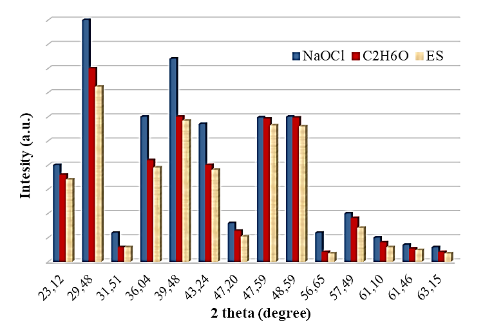 NaOCl C2H6O ES
Intesity (a.u.)
23,12 29,48 31,51 36,04 39,48 43,24 47,20 47,59 48,59 56,65 57,49 61,10 61,46 63,15
2 theta (degree)